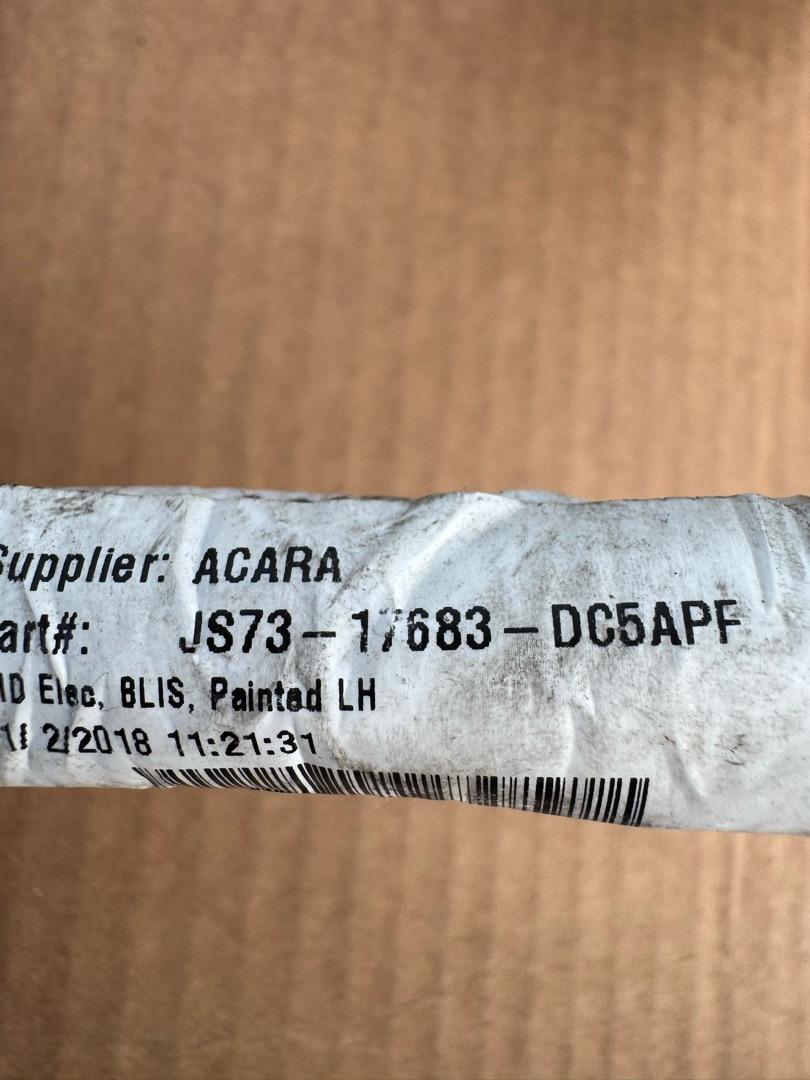 Supplier: ACARA
art#: JS73-17683-DC5APF
D Elec, BLIS, Painted LH
2/2018 11:21:31